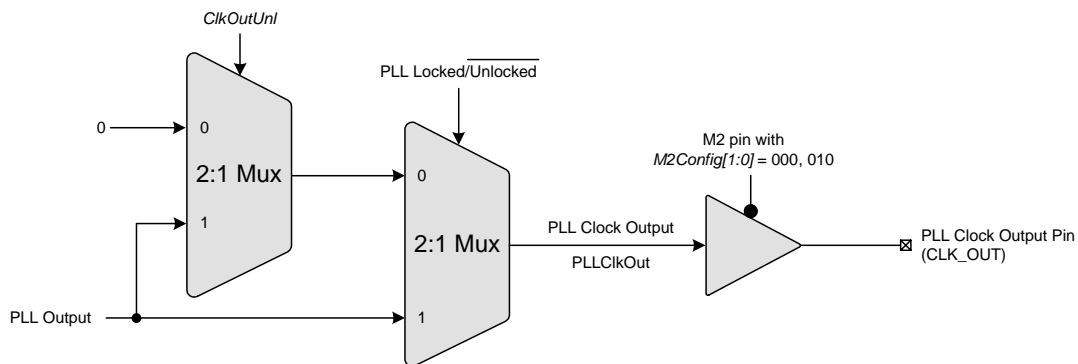 ClkOutUnl
PLL Locked/Unlocked
0
0
2:1 Mux
1
0
2:1 Mux
1
M2 pin with
M2Config[1:0] = 000, 010
PLL Clock Output
PLLClkOut
PLL Clock Output Pin
(CLK_OUT)
PLL Output